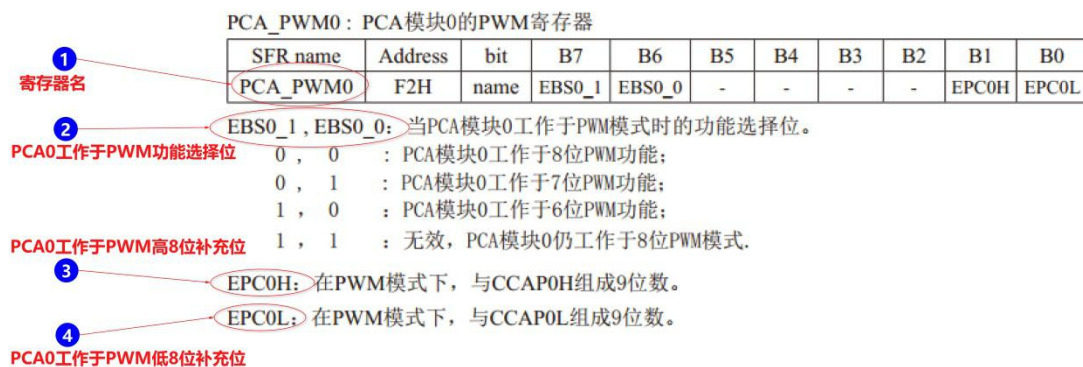 PCA_PWM0 : PCA模块0的PWM寄存器
SFR name Address bit B7 B6 B5 B4 B3 B2 B1 B0
PCA_PWM0 F2H name EBS0_1 EBS0_0 - - - - EPC0H EPC0L
1
寄存器名
EBS0_1 , EBS0_0: 当PCA模块0工作于PWM模式时的功能选择位。
2
PCA0工作于PWM功能选择位
0 , 0 : PCA模块0工作于8位PWM功能;
0 , 1 : PCA模块0工作于7位PWM功能;
1 , 0 : PCA模块0工作于6位PWM功能;
1 , 1 : 无效, PCA模块0仍工作于8位PWM模式.
PCA0工作于PWM高8位补充位
3
EPC0H: 在PWM模式下, 与CCAP0H组成9位数。
EPC0L: 在PWM模式下, 与CCAP0L组成9位数。
4
PCA0工作于PWM低8位补充位